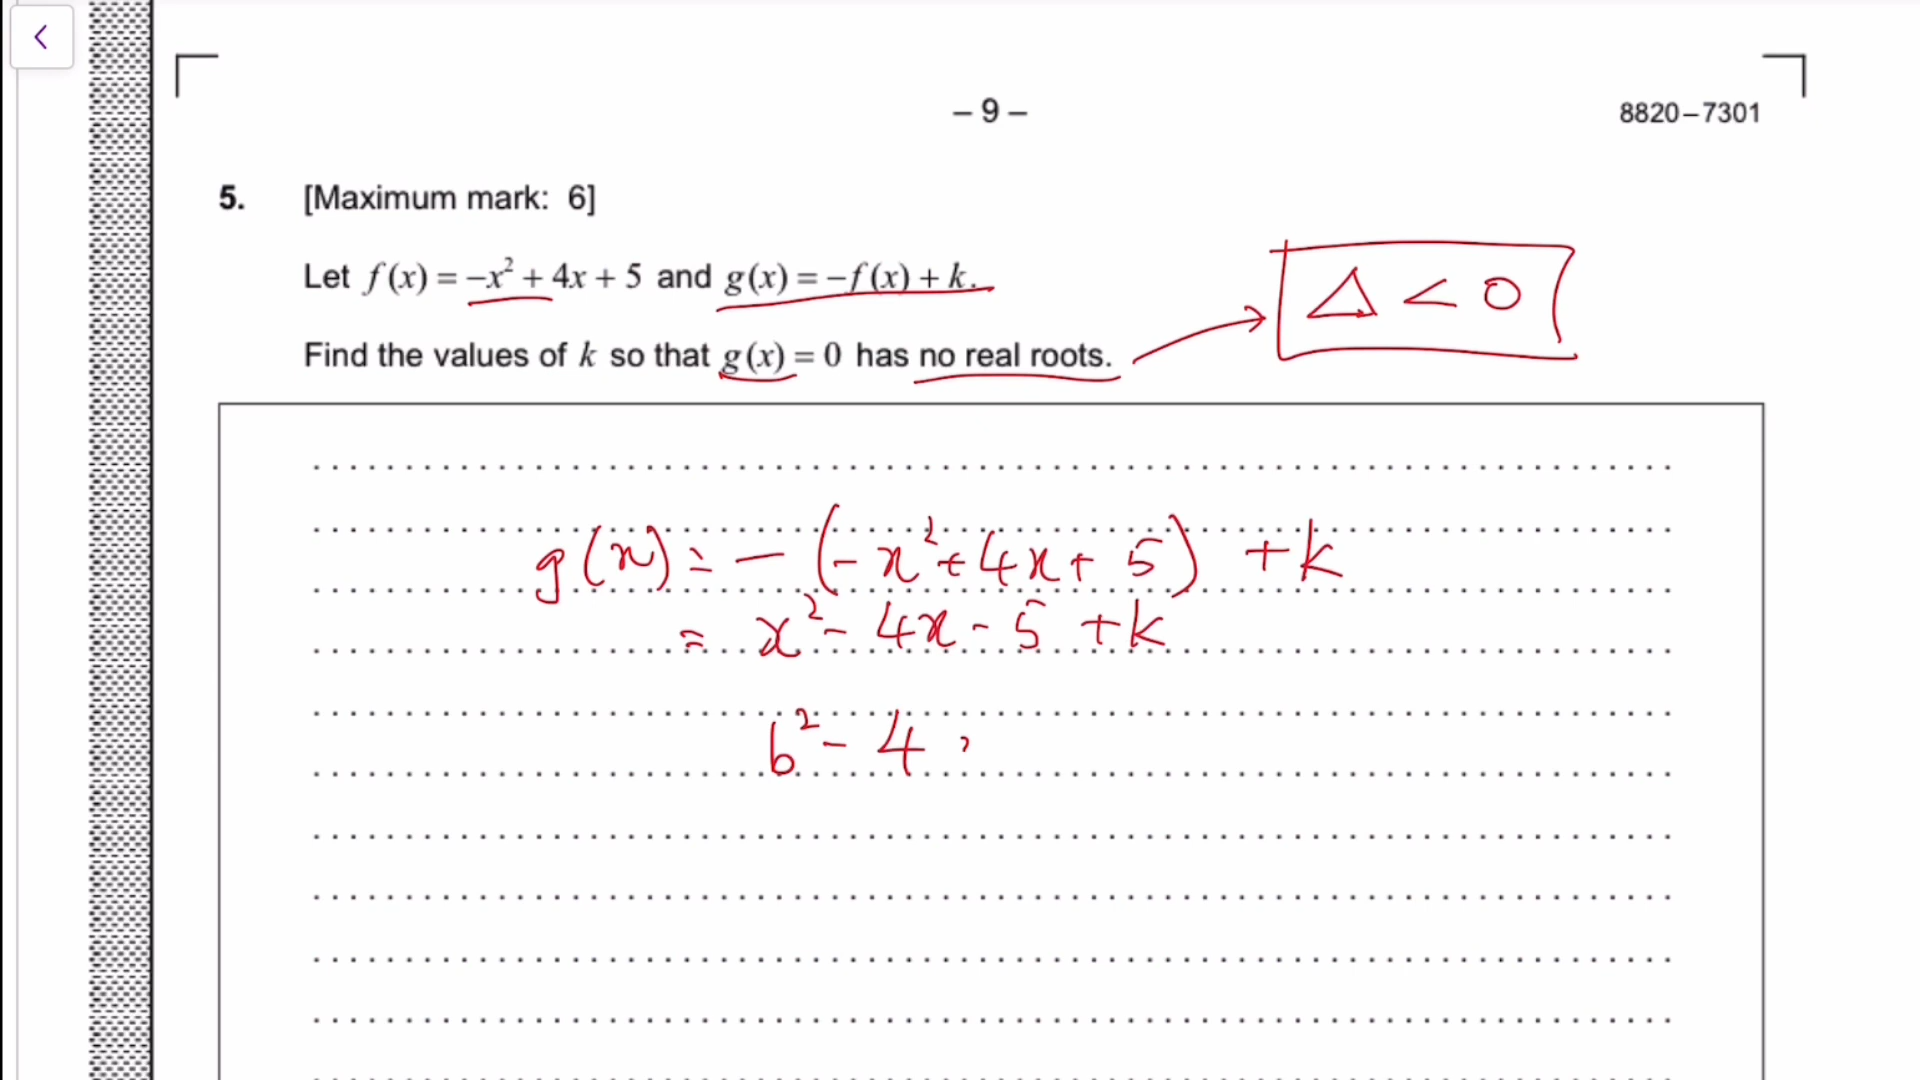 – 9 –
8820–7301
5. [Maximum mark: 6]
Let f(x) = –x² + 4x + 5 and g(x) = –f(x) + k.
Δ < 0
Find the values of k so that g(x) = 0 has no real roots.
g(x) = – (–x² + 4x + 5) + k
= x² – 4x – 5 + k
b² – 4